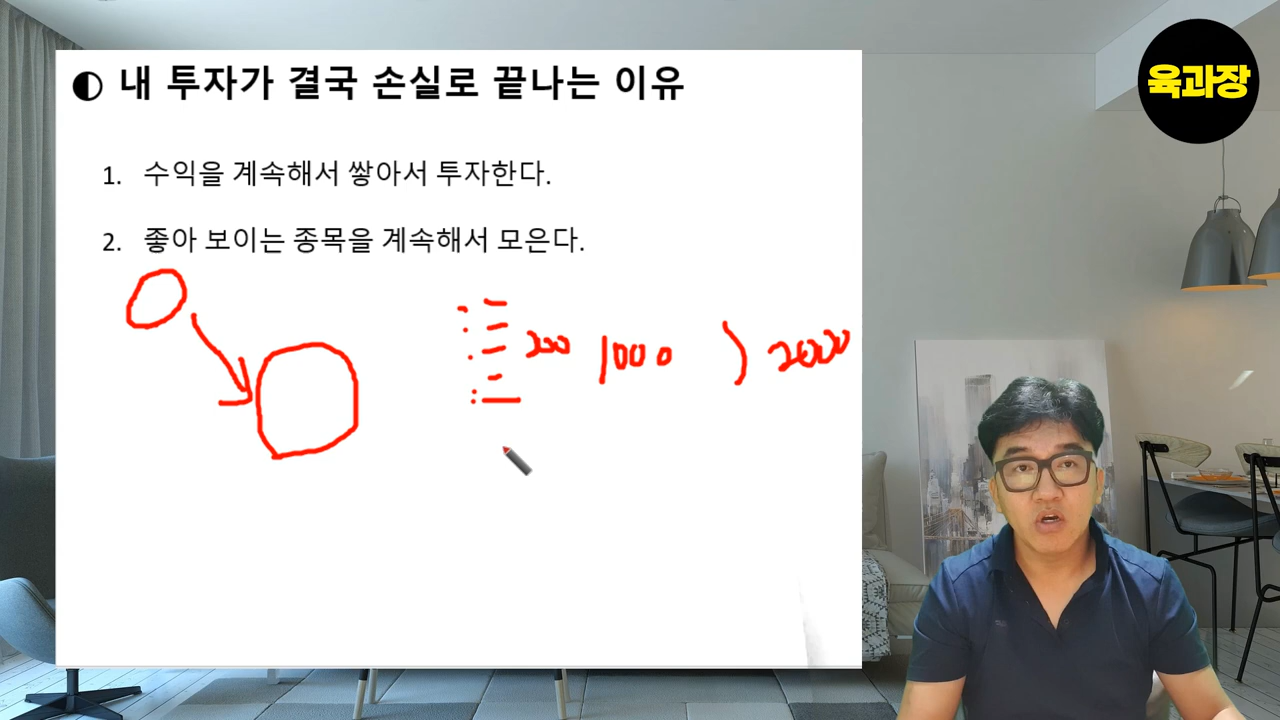 ◐ 내 투자가 결국 손실로 끝나는 이유
육과장
1. 수익을 계속해서 쌓아서 투자한다.
2. 좋아 보이는 종목을 계속해서 모은다.
200 1000 ) 2000